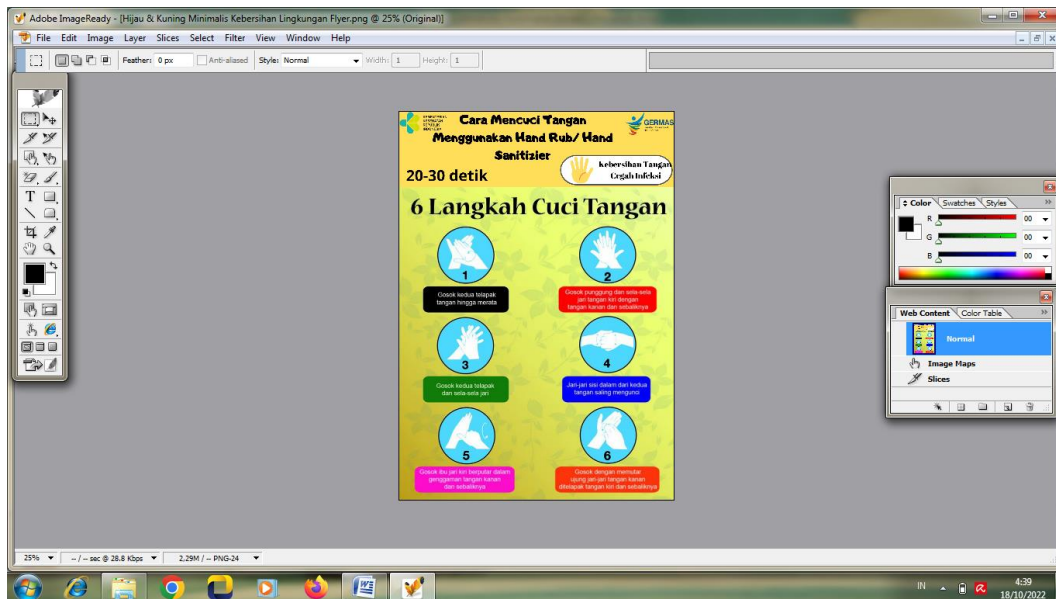 Adobe ImageReady - [Hijau & Kuning Minimalis Kebersihan Lingkungan Flyer.png @ 25% (Original)]
File Edit Image Layer Slices Select Filter View Window Help
Feather: 0 px Anti-aliased Style: Normal Width: 1 Height: 1
Cara Mencuci Tangan
Menggunakan Hand Rub/ Hand
Sanitizier
GERMAS
20-30 detik
Kebersihan Tangan
Cegah Infeksi
6 Langkah Cuci Tangan
1
Gosok kedua telapak
tangan hingga merata
2
Gosok punggung dan sela-sela
jari tangan kiri dengan
tangan kanan dan sebaliknya
3
Gosok kedua telapak
dan sela-sela jari
4
Jari-jari sisi dalam dari kedua
tangan saling mengunci
5
Gosok ibu jari kiri berputar dalam
genggaman tangan kanan
dan sebaliknya
6
Gosok dengan memutar
ujung jari-jari tangan kanan
ditelapak tangan kiri dan sebaliknya
Color Swatches Styles
R 00
G 00
B 00
Web Content Color Table
Normal
Image Maps
Slices
25% -- / -- sec @ 28.8 Kbps 2,29M / -- PNG-24
IN
4:39
18/10/2022